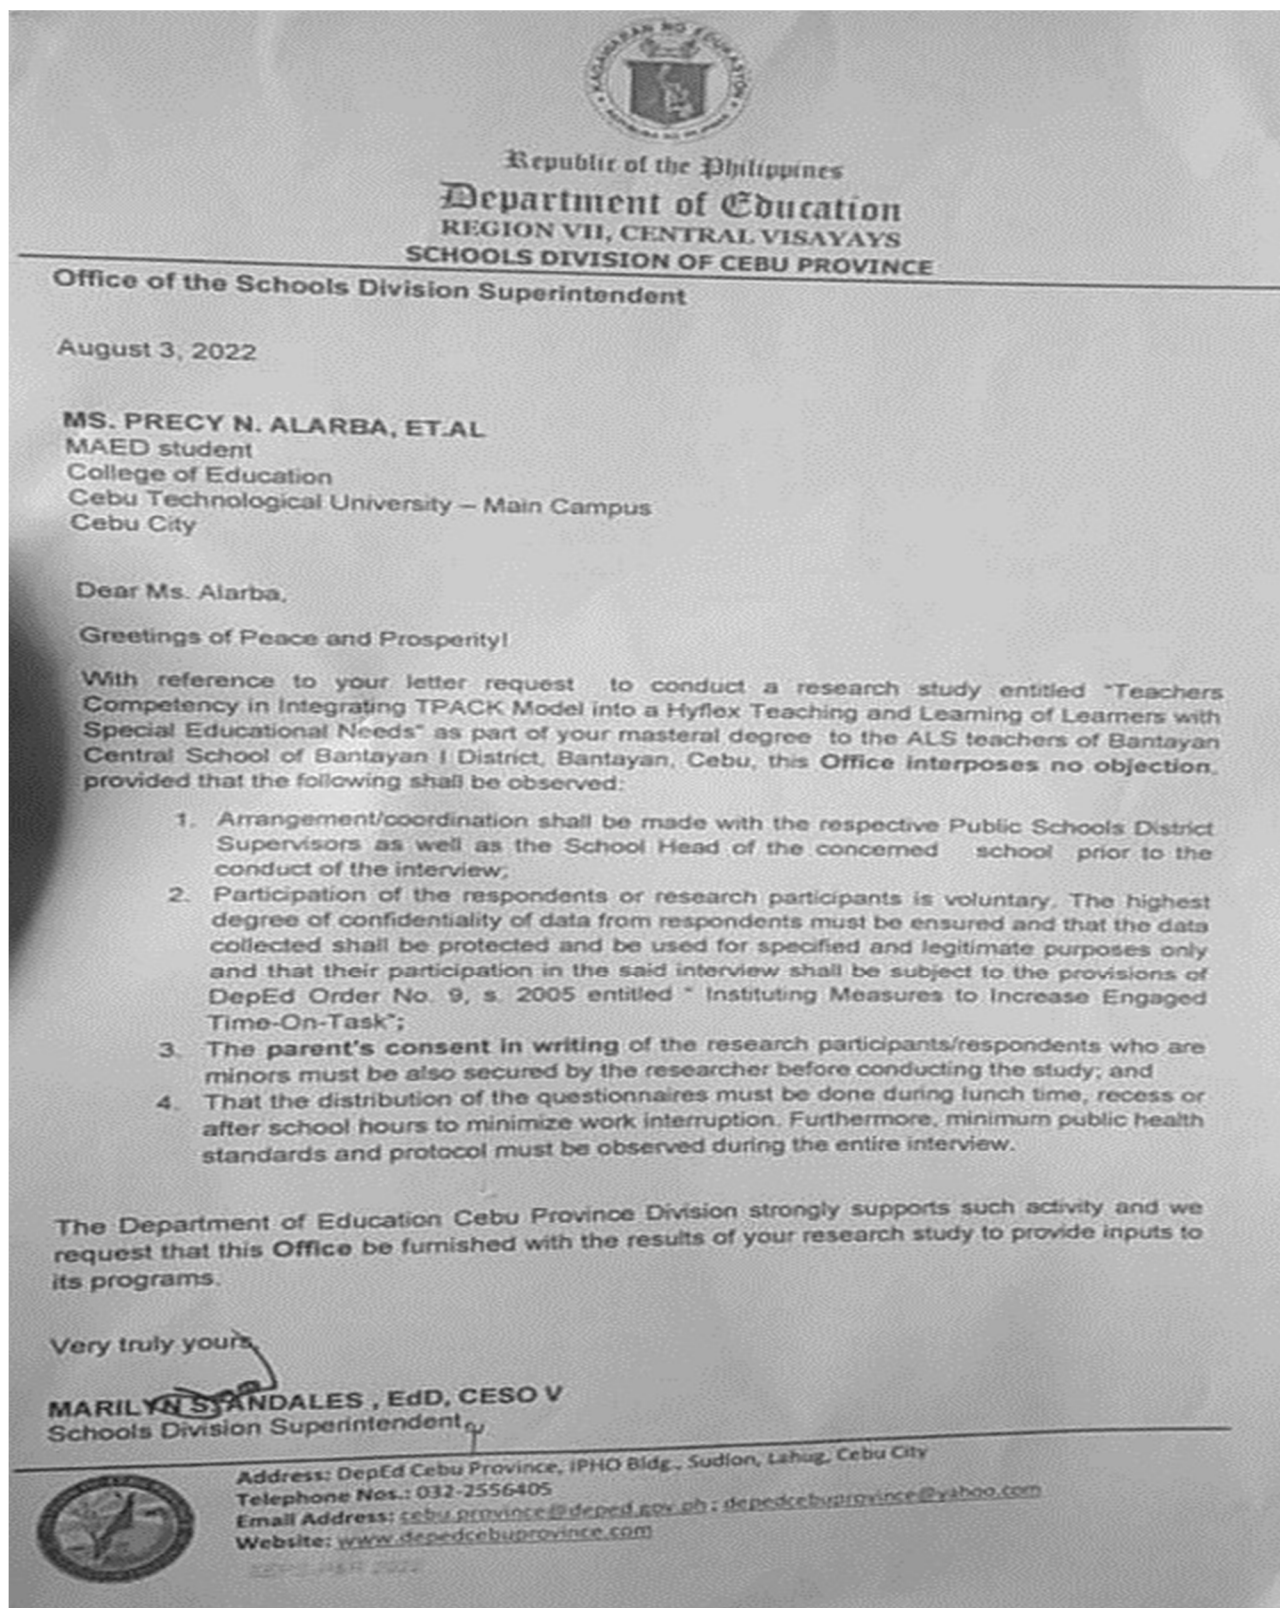 KAGAWARAN NG EDUKASYON
Republic of the Philippines
Department of Education
REGION VII, CENTRAL VISAYAYS
SCHOOLS DIVISION OF CEBU PROVINCE
Office of the Schools Division Superintendent
August 3, 2022
MS. PRECY N. ALARBA, ET.AL
MAED student
College of Education
Cebu Technological University – Main Campus
Cebu City
Dear Ms. Alarba,
Greetings of Peace and Prosperity!
With reference to your letter request to conduct a research study entitled "Teachers
Competency in Integrating TPACK Model into a Hyflex Teaching and Learning of Learners with
Special Educational Needs" as part of your masteral degree to the ALS teachers of Bantayan
Central School of Bantayan I District, Bantayan, Cebu, this Office interposes no objection,
provided that the following shall be observed:
1. Arrangement/coordination shall be made with the respective Public Schools District
Supervisors as well as the School Head of the concerned school prior to the
conduct of the interview;
2. Participation of the respondents or research participants is voluntary. The highest
degree of confidentiality of data from respondents must be ensured and that the data
collected shall be protected and be used for specified and legitimate purposes only
and that their participation in the said interview shall be subject to the provisions of
DepEd Order No. 9, s. 2005 entitled " Instituting Measures to Increase Engaged
Time-On-Task";
3. The parent's consent in writing of the research participants/respondents who are
minors must be also secured by the researcher before conducting the study; and
4. That the distribution of the questionnaires must be done during lunch time, recess or
after school hours to minimize work interruption. Furthermore, minimum public health
standards and protocol must be observed during the entire interview.
The Department of Education Cebu Province Division strongly supports such activity and we
request that this Office be furnished with the results of your research study to provide inputs to
its programs.
Very truly yours,
MARILYN S. ANDALES , EdD, CESO V
Schools Division Superintendent
Address: DepEd Cebu Province, IPHO Bldg., Sudlon, Lahug, Cebu City
Telephone Nos.: 032-2556405
Email Address: cebu.province@deped.gov.ph ; depedcebuprovince@yahoo.com
Website: www.depedcebuprovince.com